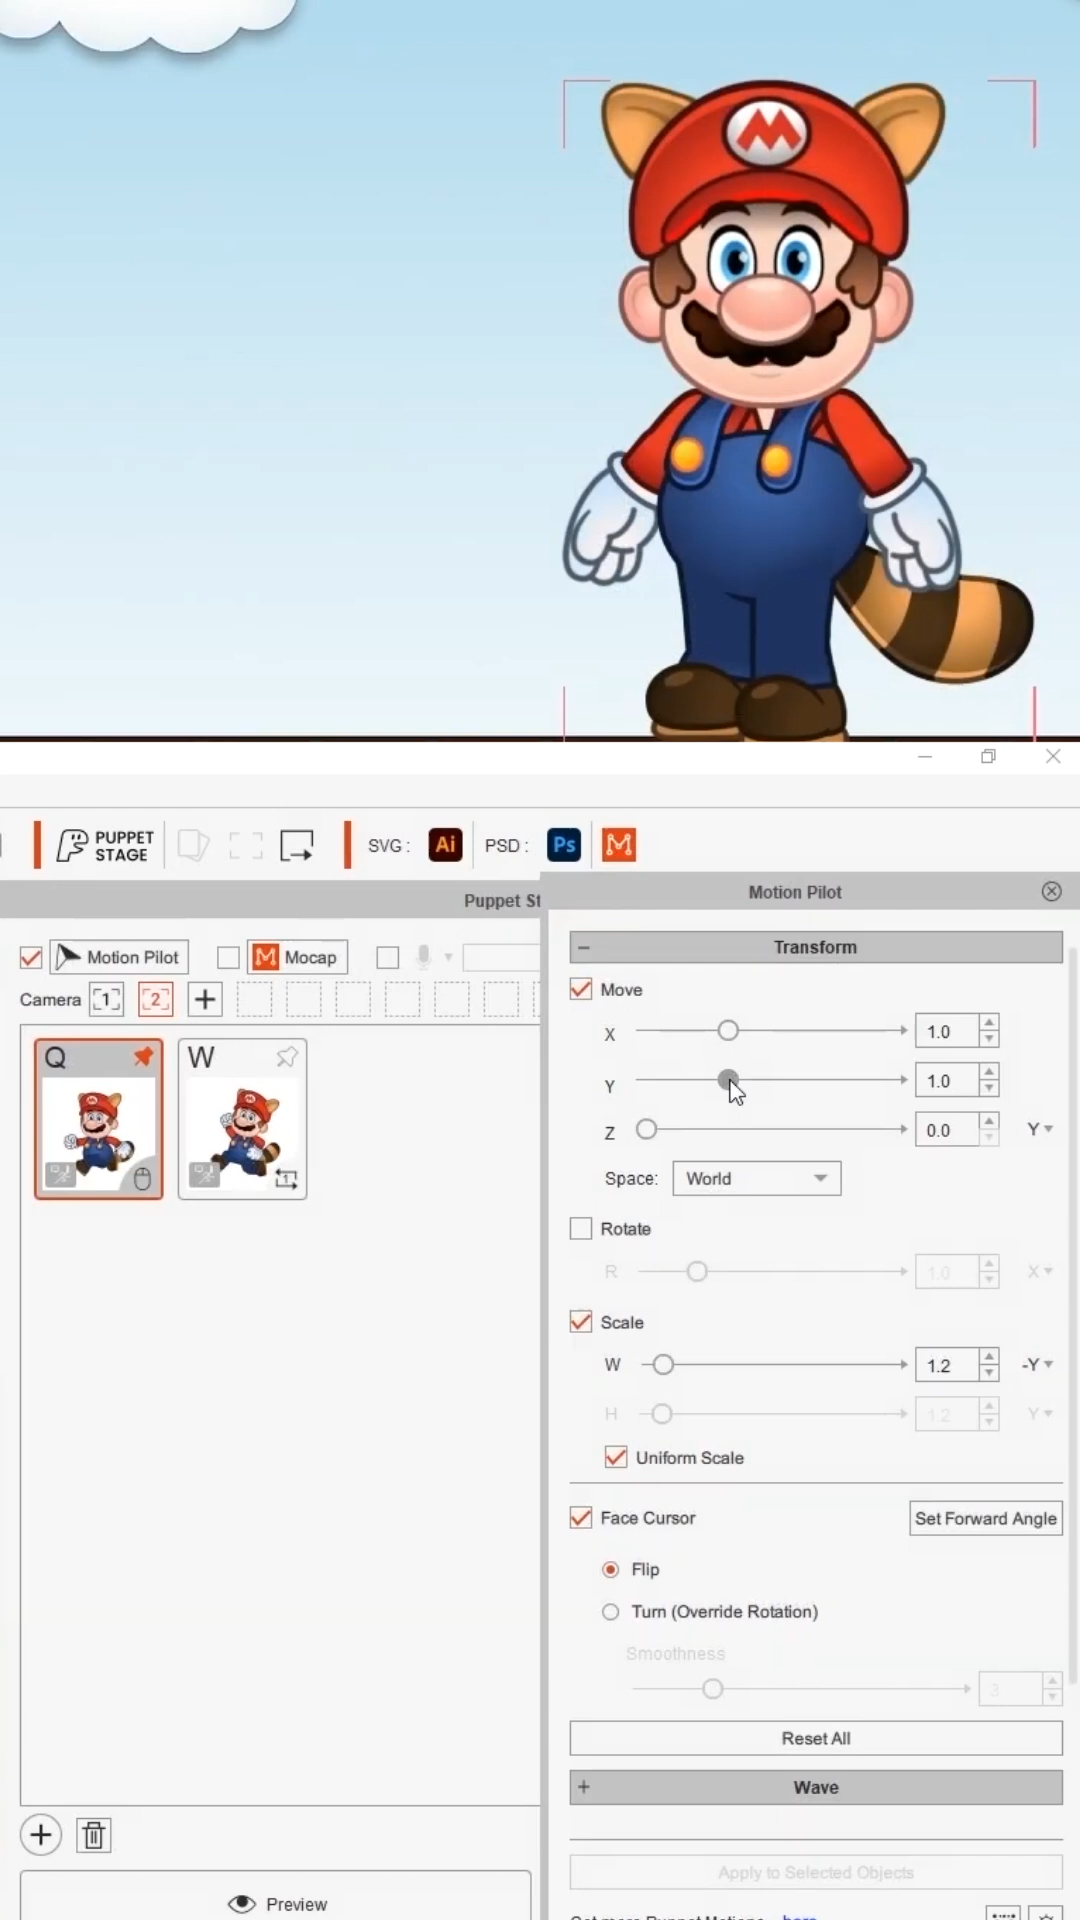 M
PUPPET STAGE
SVG : Ai PSD : Ps
Motion Pilot
Motion Pilot Mocap
Camera 1 2 +
Q W
1
Transform
Move
X 1.0
Y 1.0
Z 0.0 Y
Space: World
Rotate
R 1.0 X
Scale
W 1.2 -Y
H 1.2 Y
Uniform Scale
Face Cursor Set Forward Angle
Flip
Turn (Override Rotation)
Smoothness
3
Reset All
+ Wave
Apply to Selected Objects
Preview